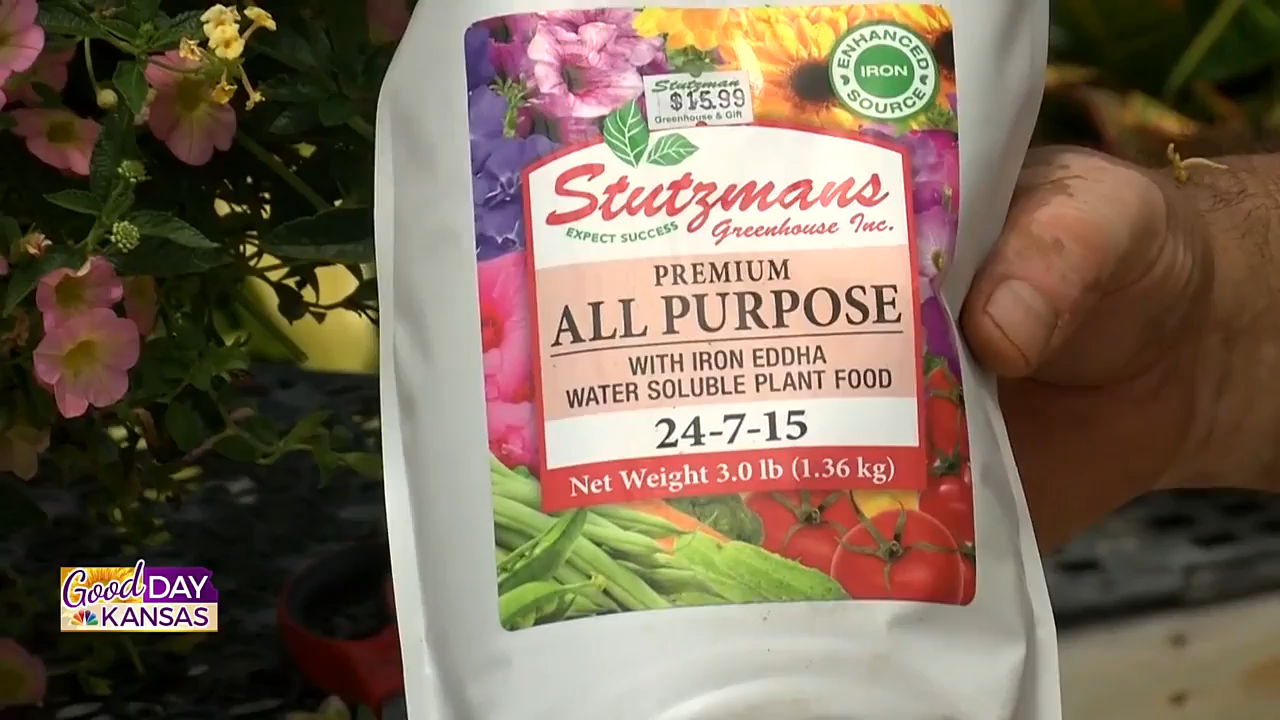 ENHANCED
IRON
SOURCE
Stutzman
$15.99
Greenhouse & Gift
Stutzmans
EXPECT SUCCESS
Greenhouse Inc.
PREMIUM
ALL PURPOSE
WITH IRON EDDHA
WATER SOLUBLE PLANT FOOD
24-7-15
Net Weight 3.0 lb (1.36 kg)
Good DAY
KANSAS